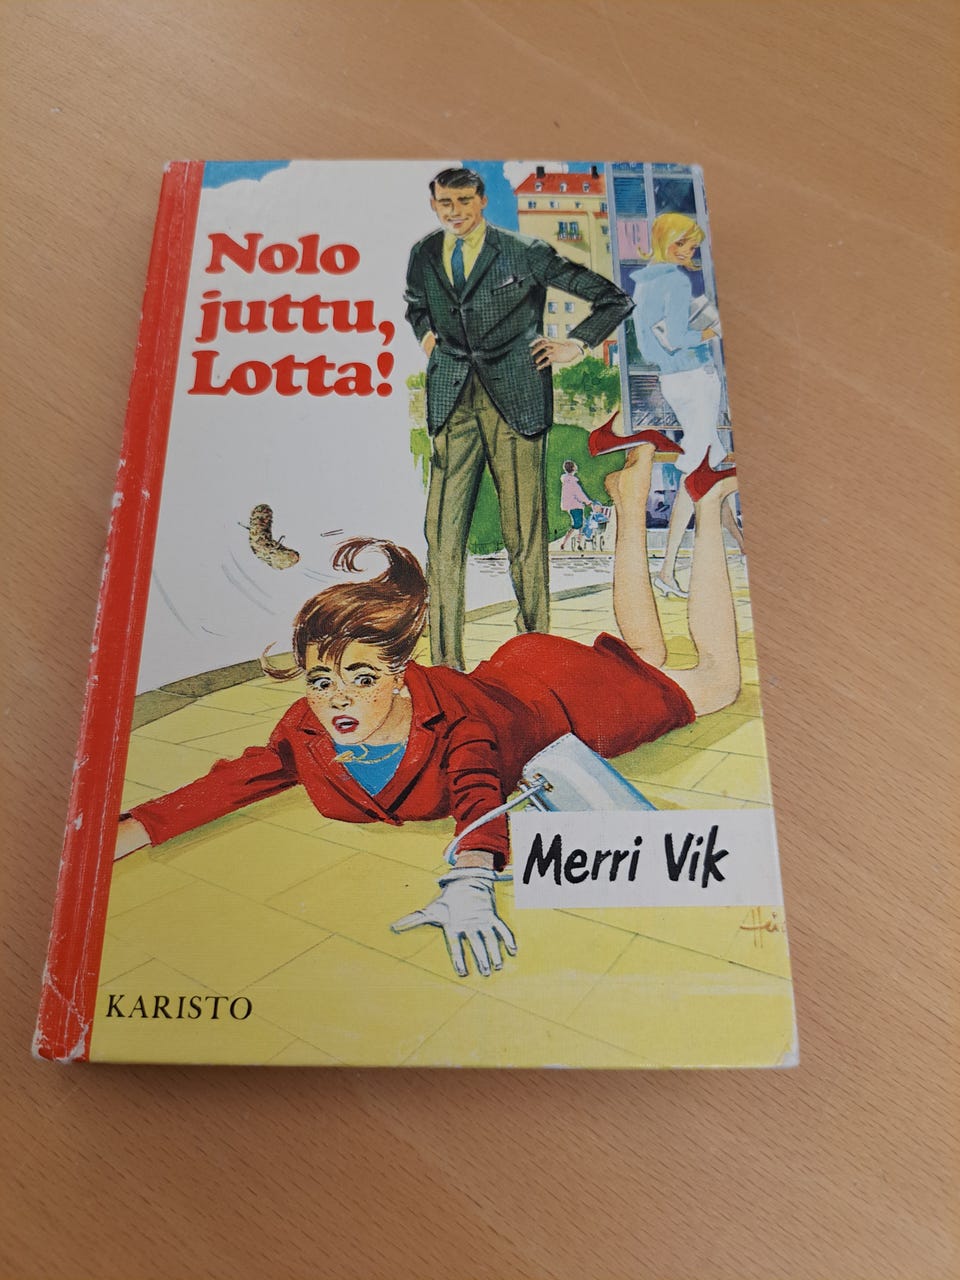 Nolo
juttu,
Lotta!
Merri Vik
KARISTO